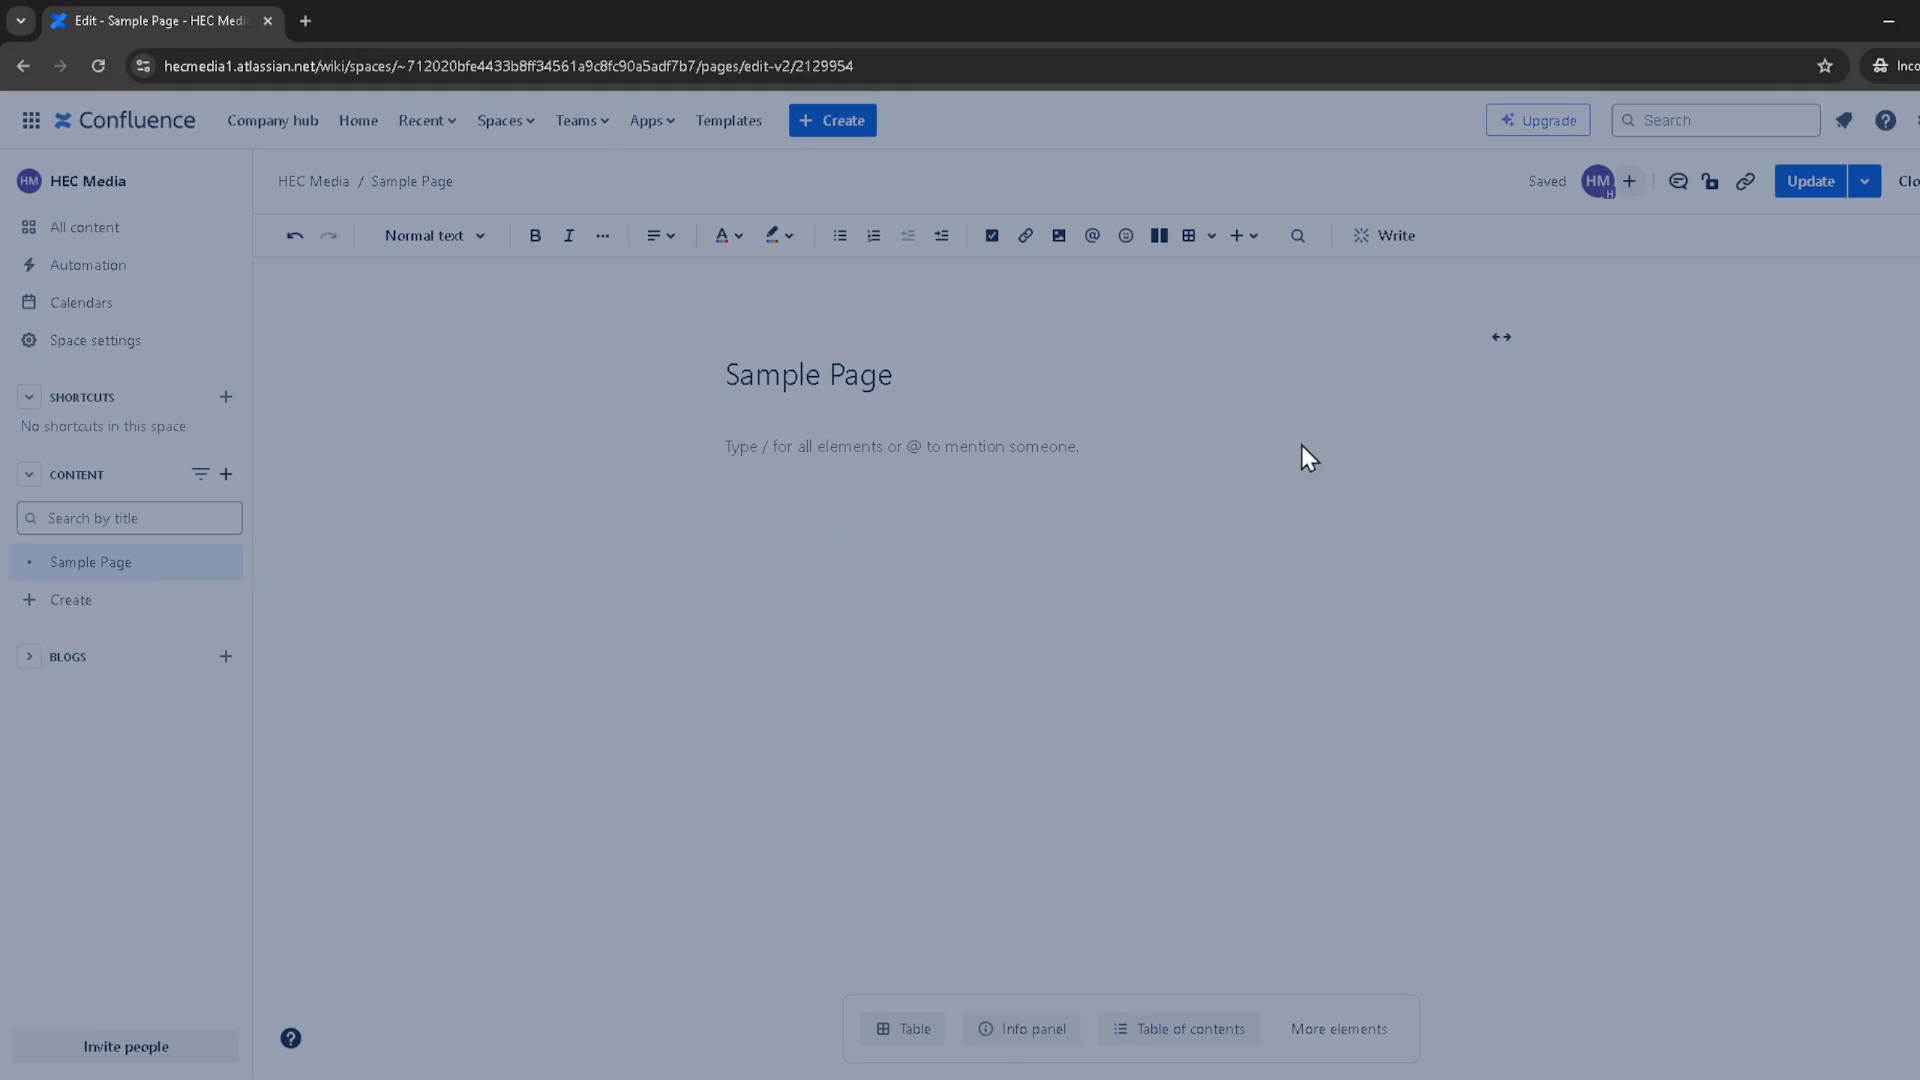 Edit - Sample Page - HEC Medi
hecmedia1.atlassian.net/wiki/spaces/~712020bfe4433b8ff34561a9c8fc90a5adf7b7/pages/edit-v2/2129954
Inco
Confluence
Company hub
Home
Recent
Spaces
Teams
Apps
Templates
+ Create
Upgrade
Search
HM HEC Media
HEC Media / Sample Page
Saved
HM
H
Update
Clo
All content
Automation
Calendars
Space settings
Normal text
B
I
A
Write
SHORTCUTS
No shortcuts in this space
CONTENT
Search by title
Sample Page
Create
BLOGS
Sample Page
Type / for all elements or @ to mention someone.
Table
Info panel
Table of contents
More elements
Invite people